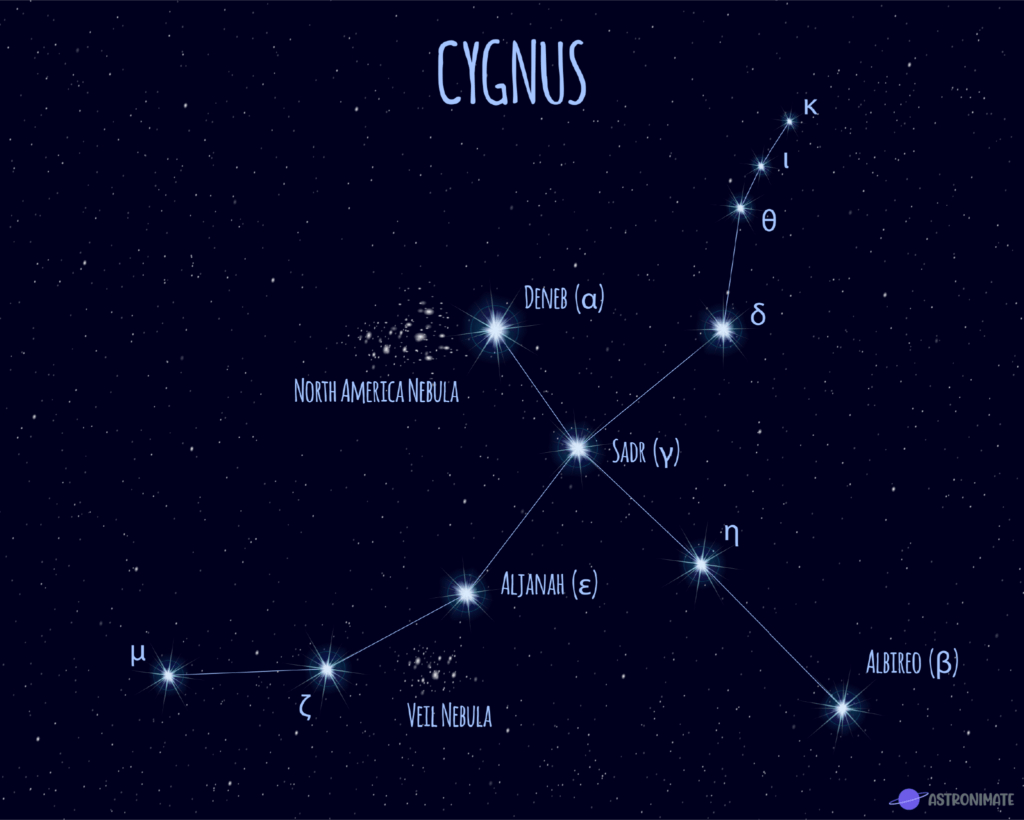 CYGNUS
κ
ι
θ
DENEB (α)
δ
NORTH AMERICA NEBULA
SADR (γ)
η
ALJANAH (ε)
μ
ALBIREO (β)
ζ
VEIL NEBULA
ASTRONIMATE